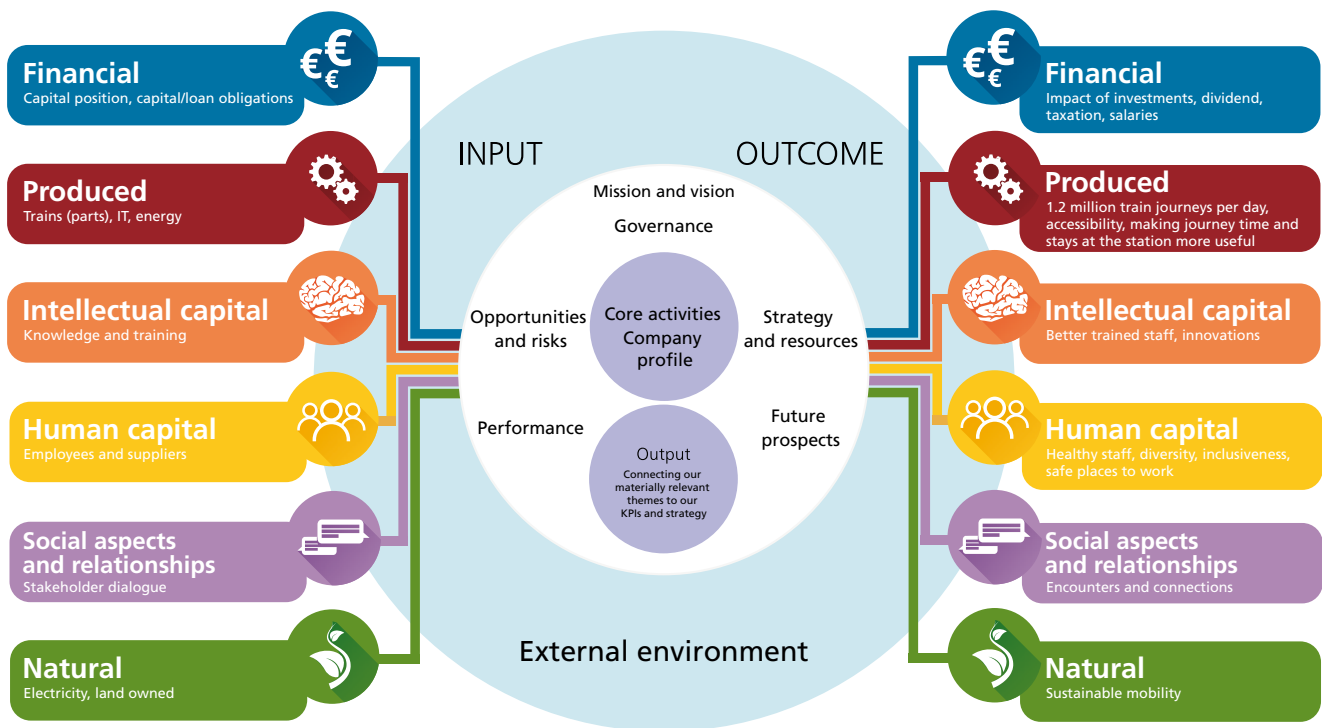 Financial
Capital position, capital/loan obligations
Produced
Trains (parts), IT, energy
Intellectual capital
Knowledge and training
Human capital
Employees and suppliers
Social aspects
and relationships
Stakeholder dialogue
Natural
Electricity, land owned
INPUT
OUTCOME
Mission and vision
Governance
Opportunities
and risks
Core activities
Company
profile
Strategy
and resources
Performance
Output
Connecting our
materially relevant
themes to our
KPIs and strategy
Future
prospects
External environment
Financial
Impact of investments, dividend,
taxation, salaries
Produced
1.2 million train journeys per day,
accessibility, making journey time and
stays at the station more useful
Intellectual capital
Better trained staff, innovations
Human capital
Healthy staff, diversity, inclusiveness,
safe places to work
Social aspects
and relationships
Encounters and connections
Natural
Sustainable mobility